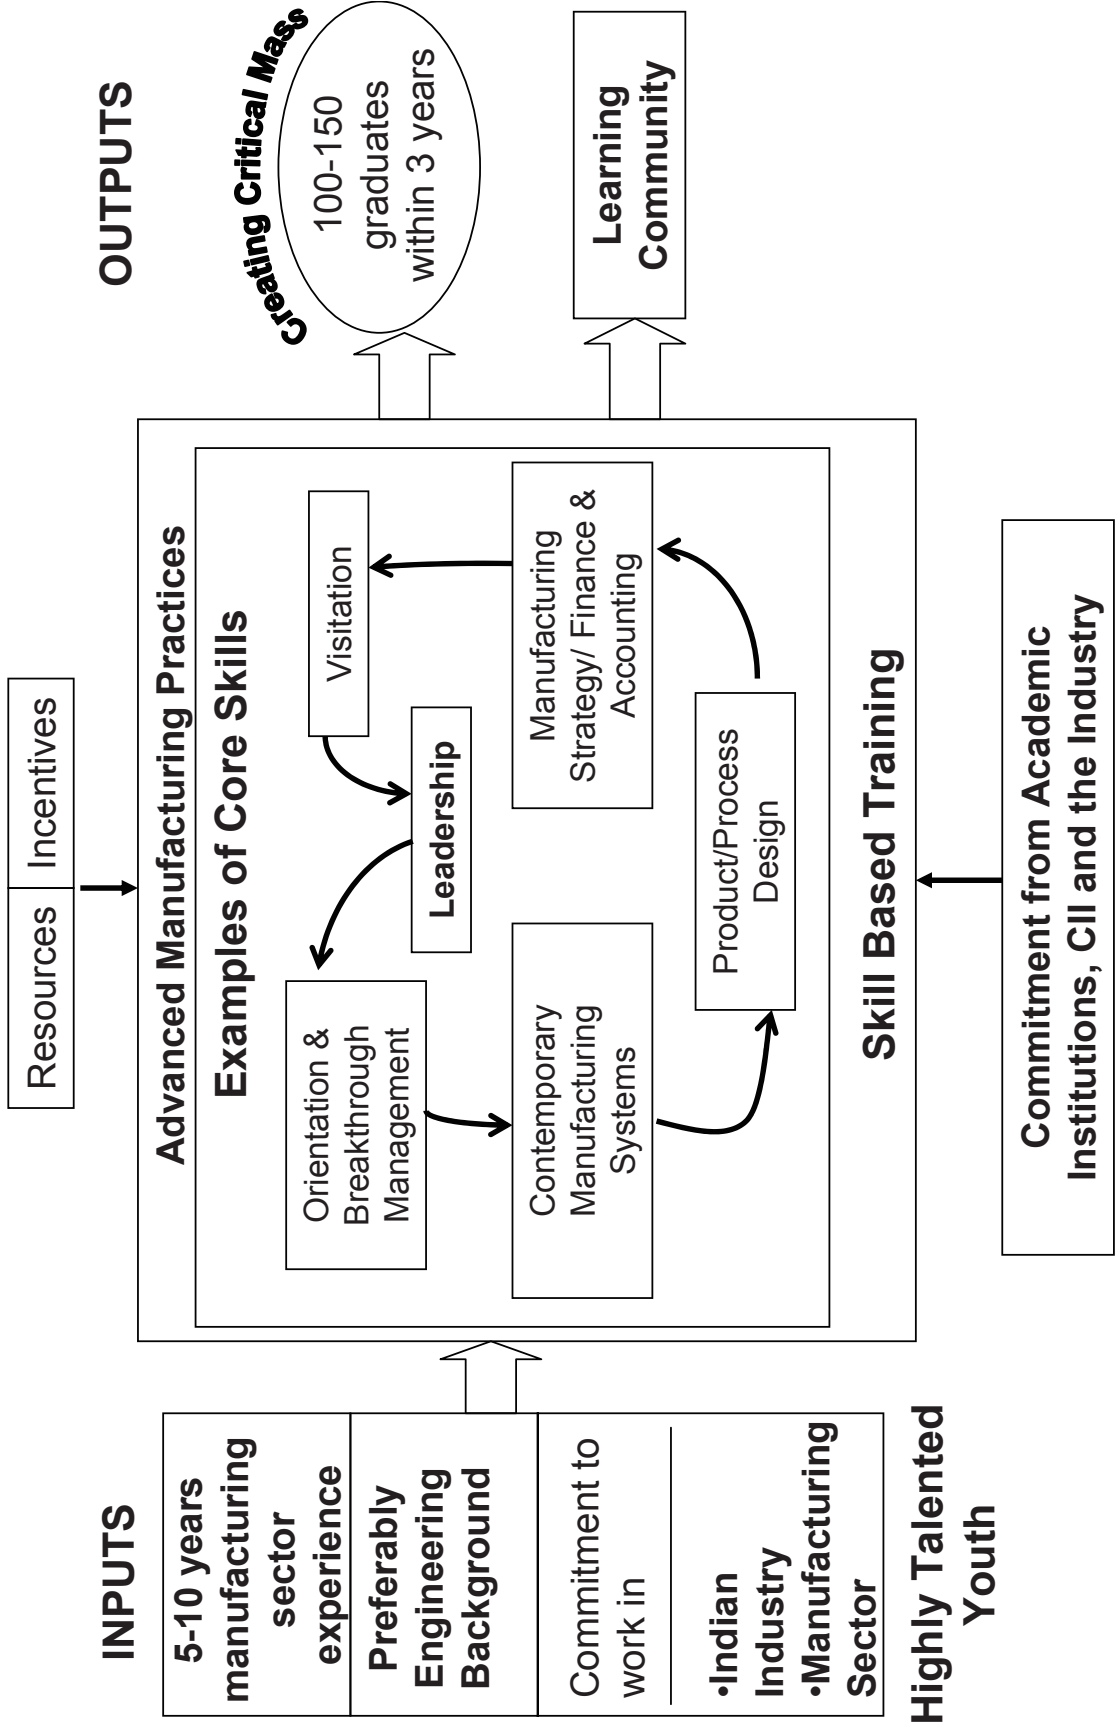 Resources
Incentives
INPUTS
5-10 years
manufacturing
sector
experience
Preferably
Engineering
Background
Commitment to
work in
•Indian
Industry
•Manufacturing
Sector
Highly Talented
Youth
Advanced Manufacturing Practices
Examples of Core Skills
Orientation &
Breakthrough
Management
Leadership
Visitation
Contemporary
Manufacturing
Systems
Manufacturing
Strategy/ Finance &
Accounting
Product/Process
Design
Skill Based Training
Commitment from Academic
Institutions, CII and the Industry
OUTPUTS
Creating Critical Mass
100-150
graduates
within 3 years
Learning
Community